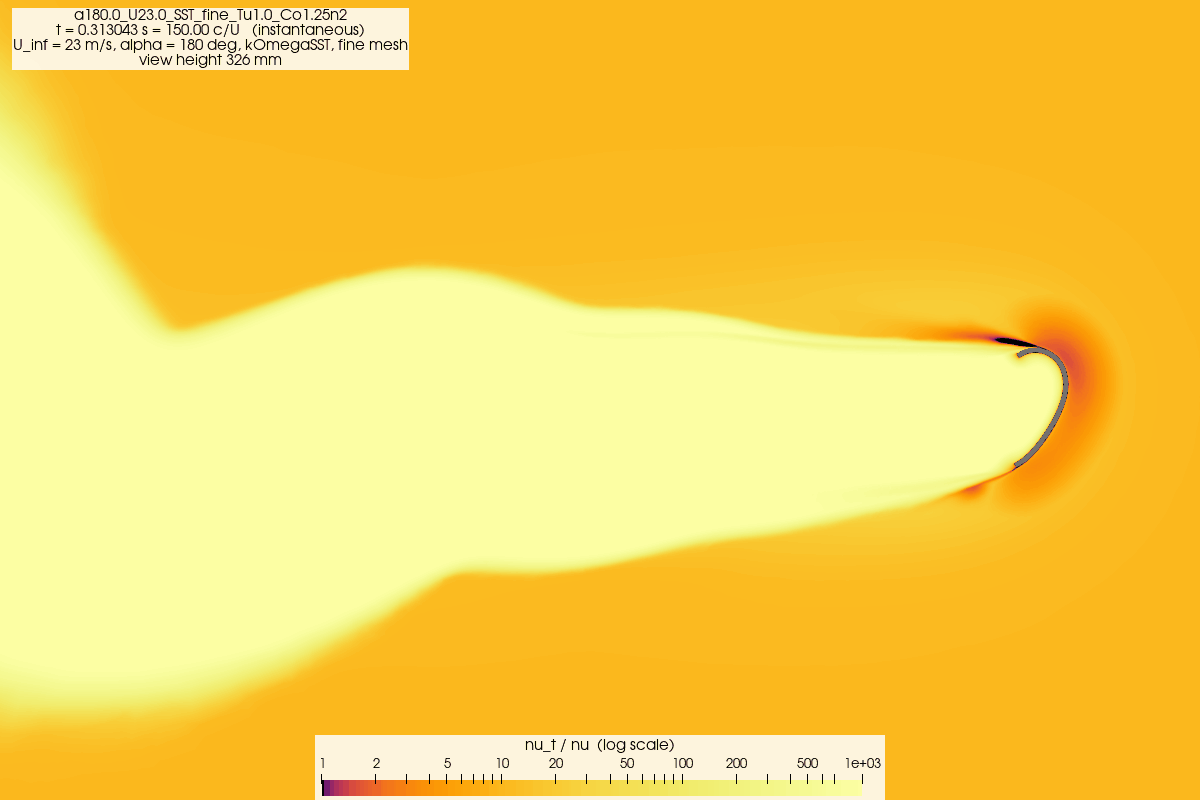 a180.0_U23.0_SST_fine_Tu1.0_Co1.25n2
t = 0.313043 s = 150.00 c/U (instantaneous)
U_inf = 23 m/s, alpha = 180 deg, kOmegaSST, fine mesh
view height 326 mm
nu_t / nu (log scale)
1 2 5 10 20 50 100 200 500 1e+03